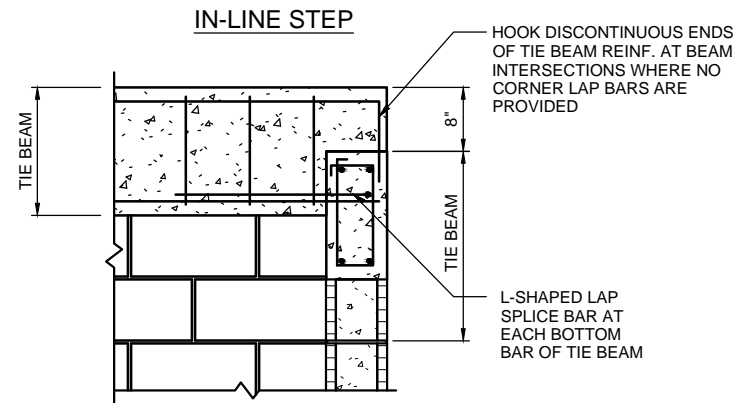 IN-LINE STEP
HOOK DISCONTINUOUS ENDS
OF TIE BEAM REINF. AT BEAM
INTERSECTIONS WHERE NO
CORNER LAP BARS ARE
PROVIDED
TIE BEAM
8"
TIE BEAM
L-SHAPED LAP
SPLICE BAR AT
EACH BOTTOM
BAR OF TIE BEAM